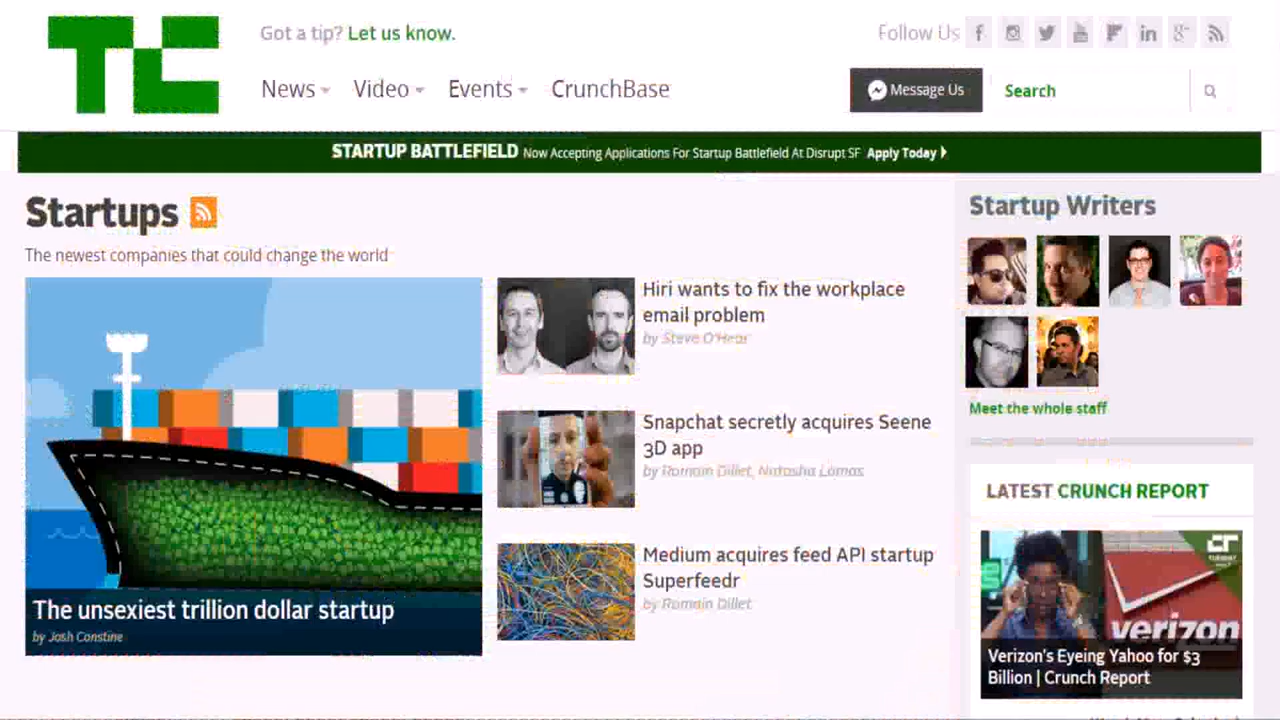 TC
Got a tip? Let us know.
Follow Us
News
Video
Events
CrunchBase
Message Us
Search
STARTUP BATTLEFIELD Now Accepting Applications For Startup Battlefield At Disrupt SF Apply Today
Startups
The newest companies that could change the world
The unsexiest trillion dollar startup
by Josh Constine
Hiri wants to fix the workplace
email problem
by Steve O'Hear
Snapchat secretly acquires Seene
3D app
by Romain Dillet, Natasha Lomas
Medium acquires feed API startup
Superfeedr
by Romain Dillet
Startup Writers
Meet the whole staff
LATEST CRUNCH REPORT
CR
verizon
Verizon's Eyeing Yahoo for $3
Billion | Crunch Report